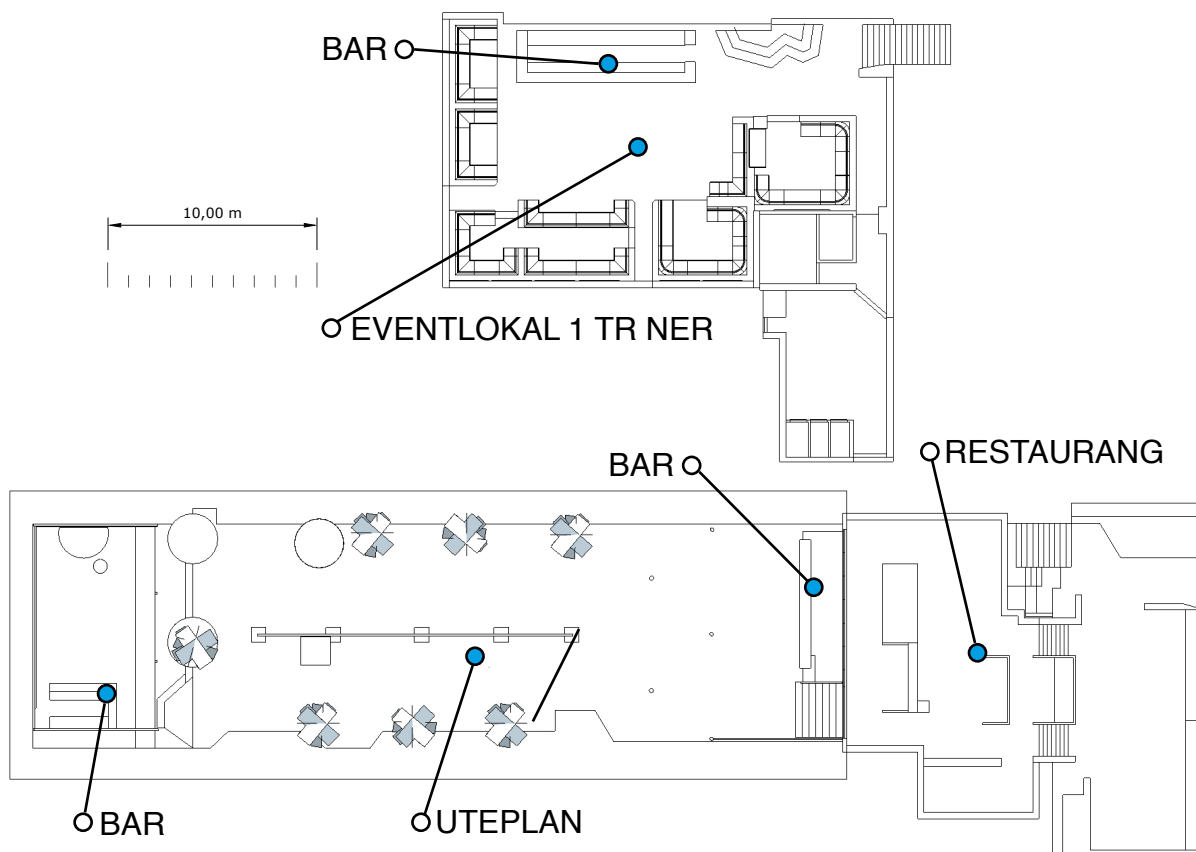 BAR
10,00 m
EVENTLOKAL 1 TR NER
RESTAURANG
BAR
BAR
UTEPLAN